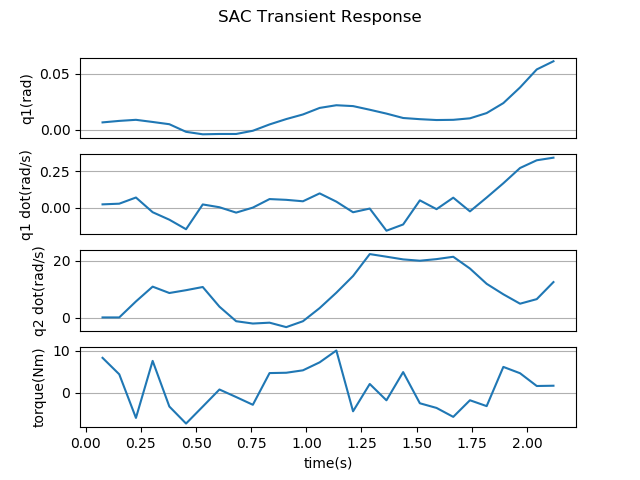 SAC Transient Response
q1(rad)
0.05
0.00
q1 dot(rad/s)
0.25
0.00
q2 dot(rad/s)
20
0
torque(Nm)
10
0
0.00 0.25 0.50 0.75 1.00 1.25 1.50 1.75 2.00
time(s)